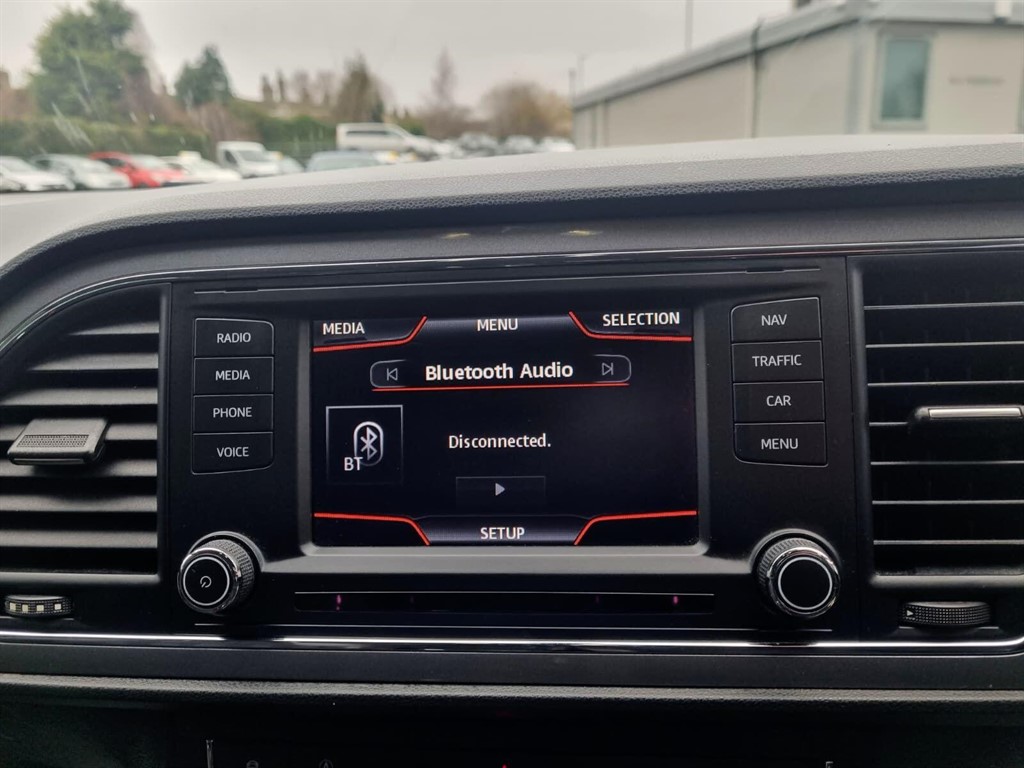 MEDIA
MENU
SELECTION
Bluetooth Audio
Disconnected.
BT
SETUP
RADIO
MEDIA
PHONE
VOICE
NAV
TRAFFIC
CAR
MENU